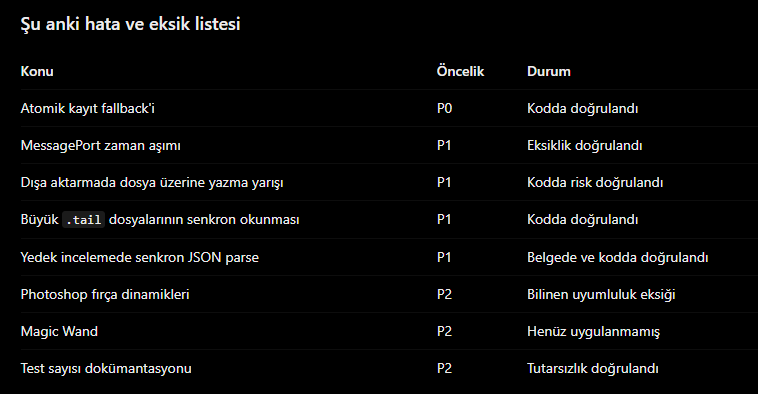 Şu anki hata ve eksik listesi
Konu Öncelik Durum
Atomik kayıt fallback'i P0 Kodda doğrulandı
MessagePort zaman aşımı P1 Eksiklik doğrulandı
Dışa aktarmada dosya üzerine yazma yarışı P1 Kodda risk doğrulandı
Büyük .tail dosyalarının senkron okunması P1 Kodda doğrulandı
Yedek incelemede senkron JSON parse P1 Belgede ve kodda doğrulandı
Photoshop fırça dinamikleri P2 Bilinen uyumluluk eksiği
Magic Wand P2 Henüz uygulanmamış
Test sayısı dokümantasyonu P2 Tutarsızlık doğrulandı